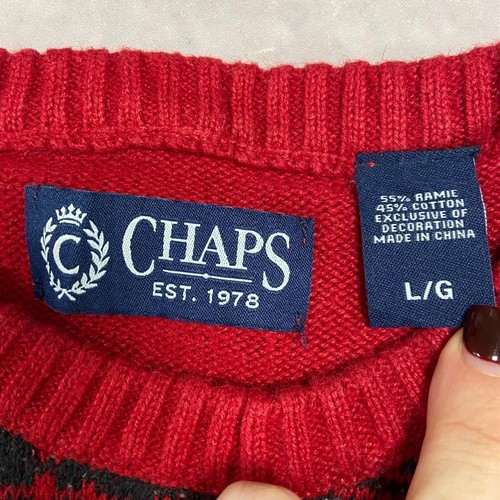 C
CHAPS
EST. 1978
55% RAMIE
45% COTTON
EXCLUSIVE OF
DECORATION
MADE IN CHINA
L/G